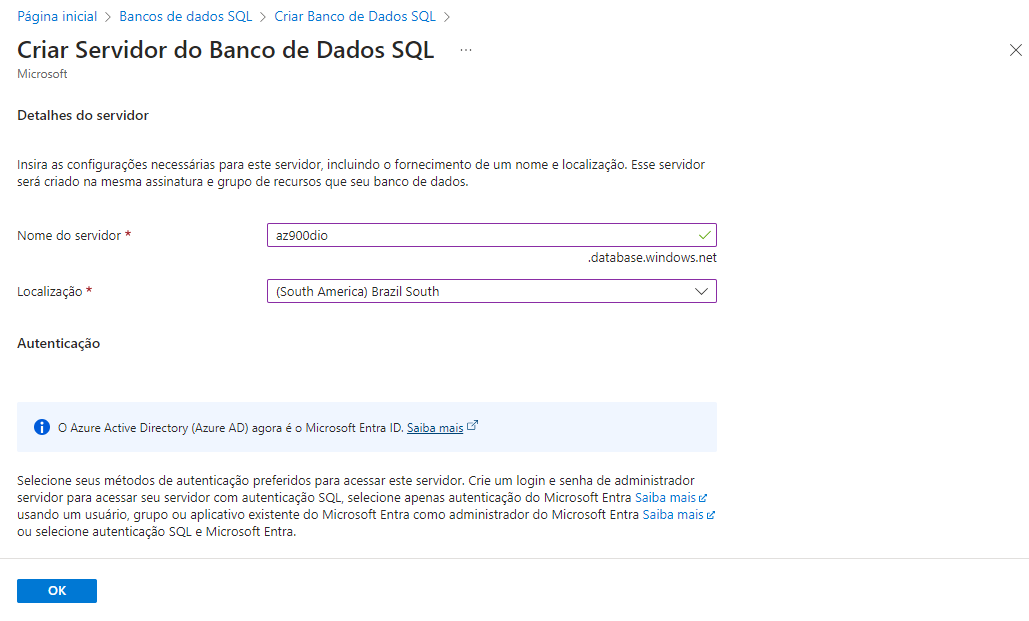 Página inicial > Bancos de dados SQL > Criar Banco de Dados SQL >
Criar Servidor do Banco de Dados SQL ...
Microsoft
Detalhes do servidor
Insira as configurações necessárias para este servidor, incluindo o fornecimento de um nome e localização. Esse servidor
será criado na mesma assinatura e grupo de recursos que seu banco de dados.
Nome do servidor * az900dio
.database.windows.net
Localização * (South America) Brazil South
Autenticação
O Azure Active Directory (Azure AD) agora é o Microsoft Entra ID. Saiba mais
Selecione seus métodos de autenticação preferidos para acessar este servidor. Crie um login e senha de administrador
servidor para acessar seu servidor com autenticação SQL, selecione apenas autenticação do Microsoft Entra Saiba mais
usando um usuário, grupo ou aplicativo existente do Microsoft Entra como administrador do Microsoft Entra Saiba mais
ou selecione autenticação SQL e Microsoft Entra.
OK